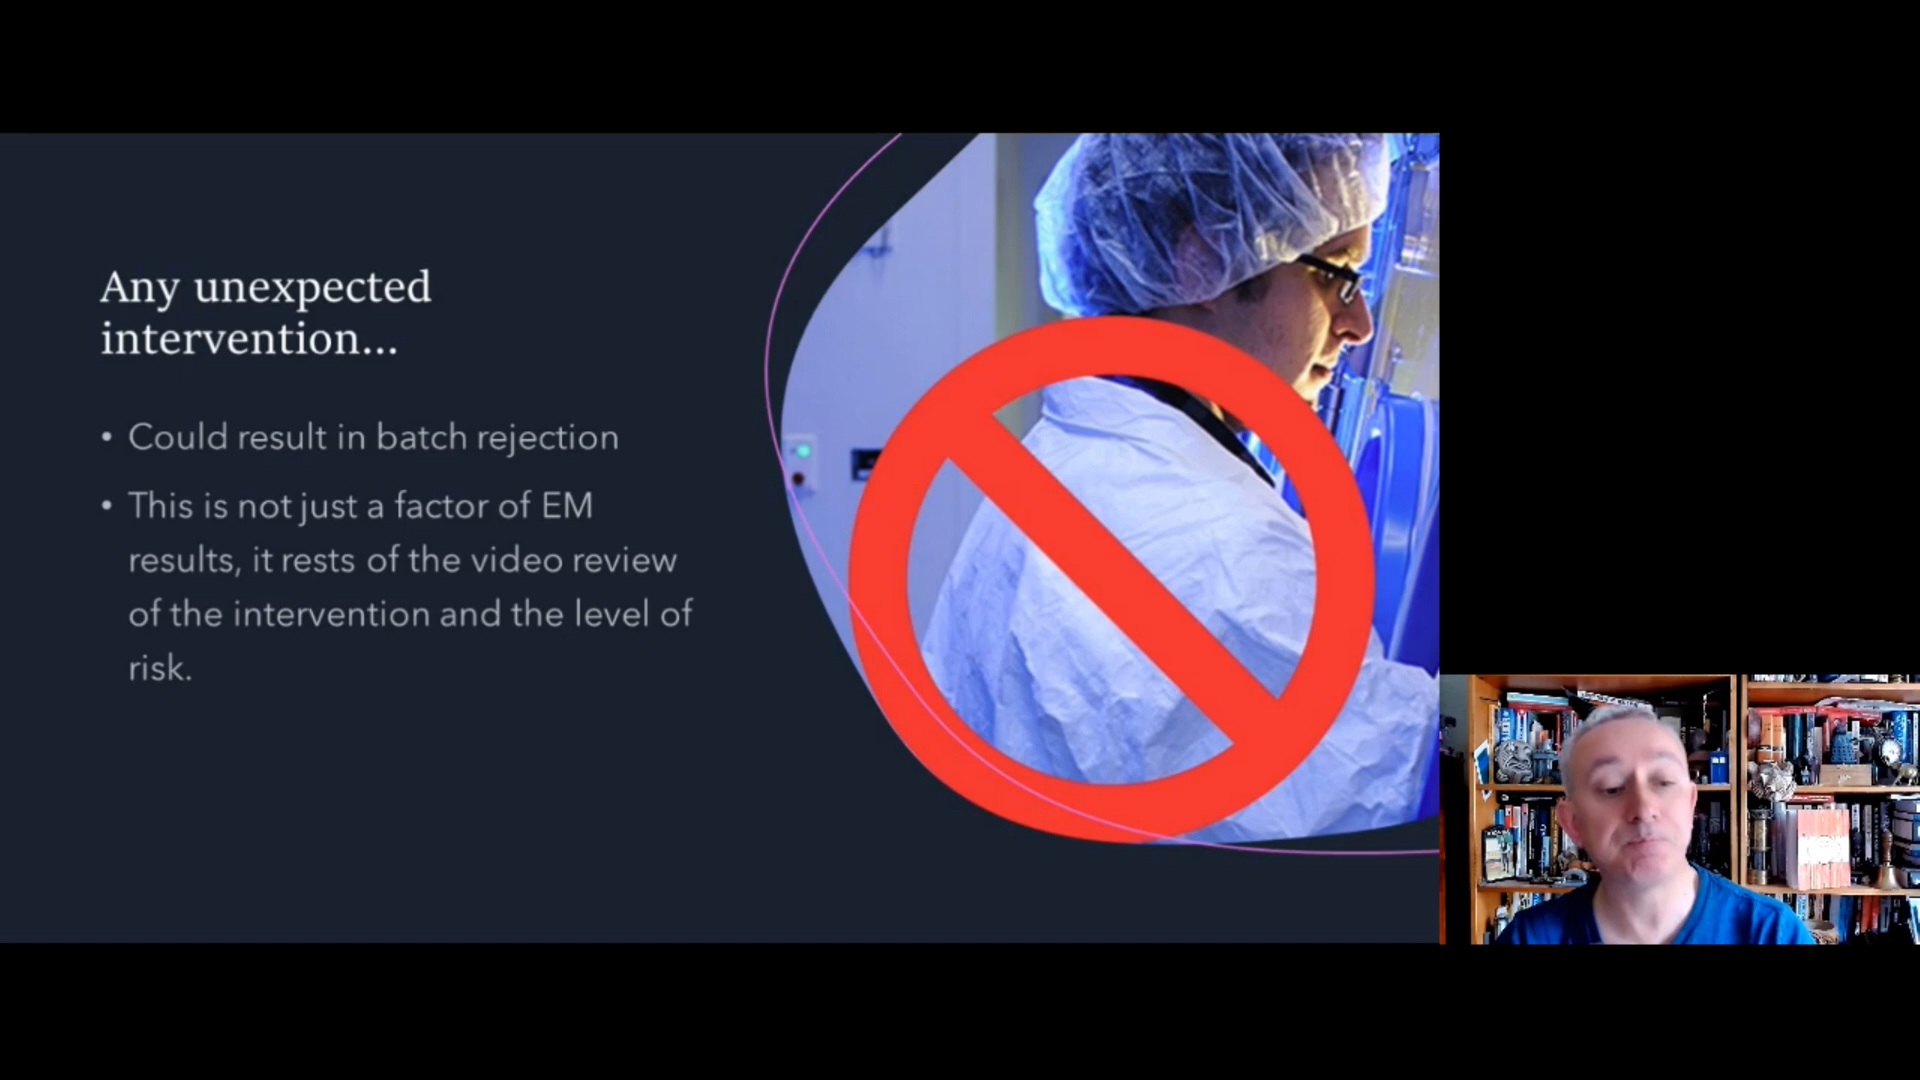 Any unexpected
intervention...
• Could result in batch rejection
• This is not just a factor of EM
results, it rests of the video review
of the intervention and the level of
risk.